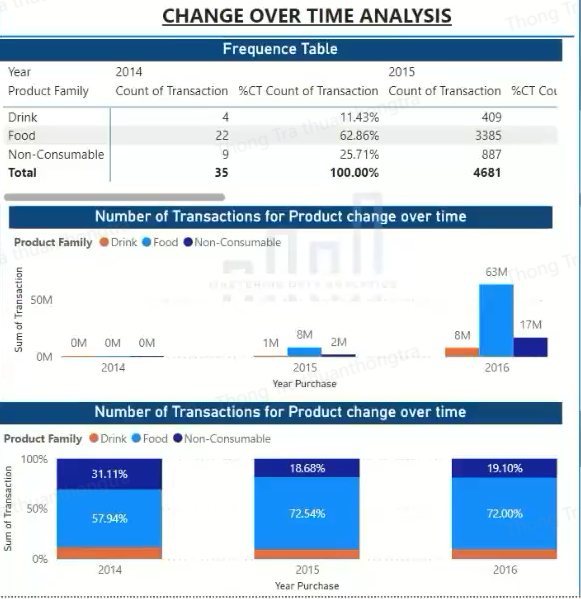 CHANGE OVER TIME ANALYSIS
Frequence Table
Year 2014 2015
Product Family Count of Transaction %CT Count of Transaction Count of Transaction %CT Cou
Drink 4 11.43% 409
Food 22 62.86% 3385
Non-Consumable 9 25.71% 887
Total 35 100.00% 4681
Number of Transactions for Product change over time
Product Family Drink Food Non-Consumable
Sum of Transaction
50M
0M
0M 0M 0M
1M 8M 2M
8M 63M 17M
2014 2015 2016
Year Purchase
Number of Transactions for Product change over time
Product Family Drink Food Non-Consumable
Sum of Transaction
100%
50%
0%
31.11% 18.68% 19.10%
57.94% 72.54% 72.00%
2014 2015 2016
Year Purchase
Thong Tra thuanthongtra